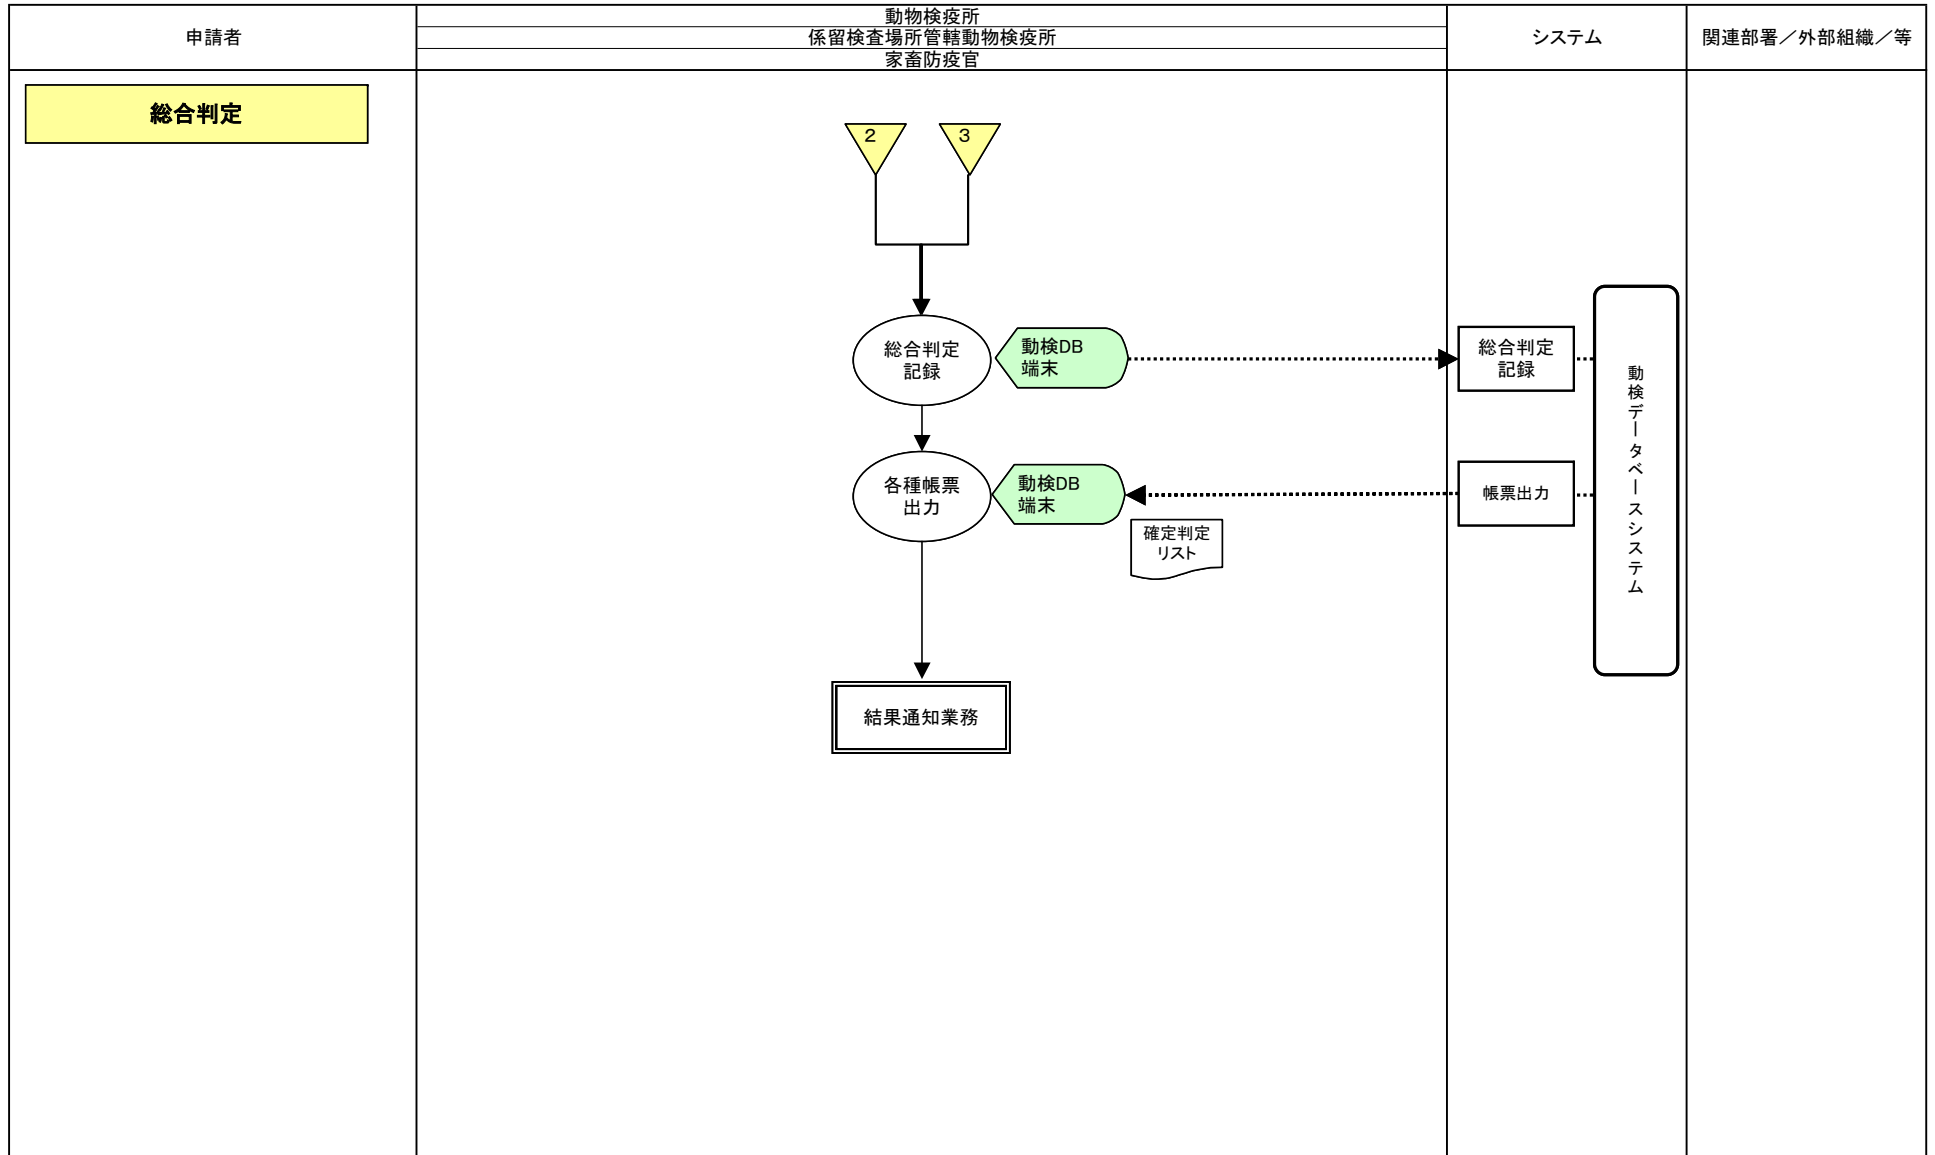 申請者
動物検疫所
係留検査場所管轄動物検疫所
家畜防疫官
システム
関連部署／外部組織／等
総合判定
2
3
総合判定
記録
動検DB
端末
総合判定
記録
動検データベースシステム
各種帳票
出力
動検DB
端末
帳票出力
確定判定
リスト
結果通知業務